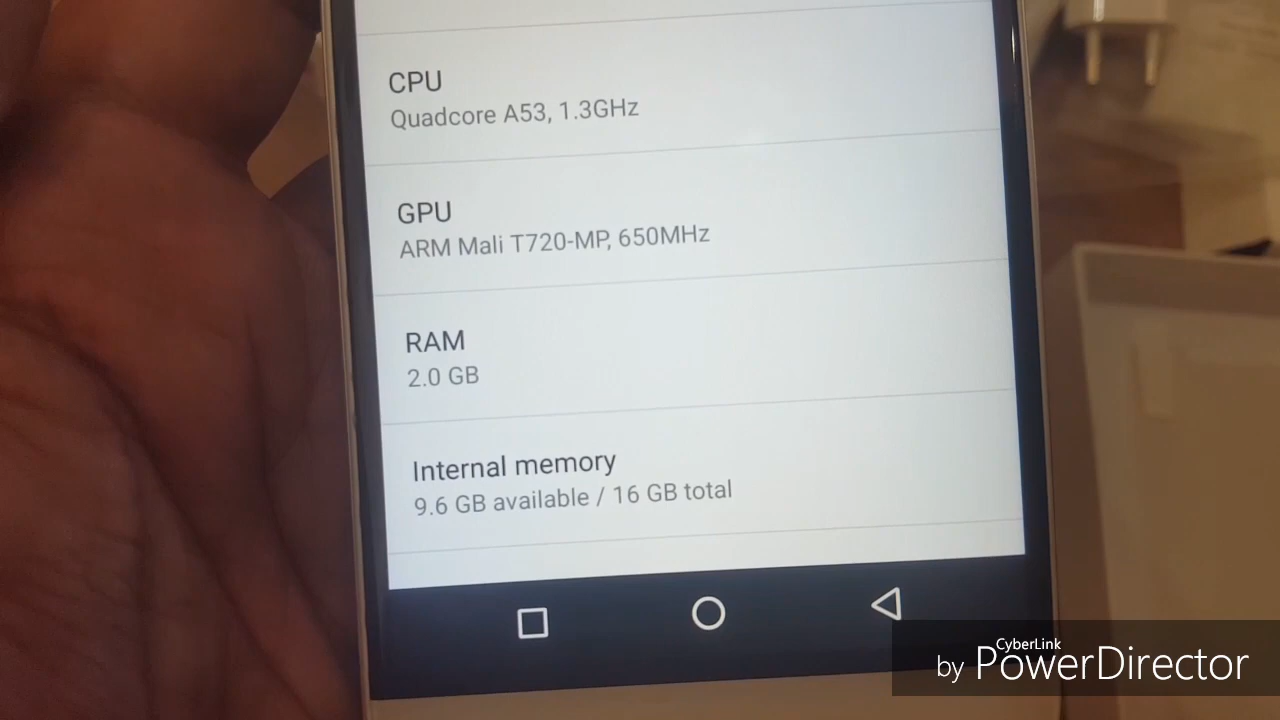 CPU
Quadcore A53, 1.3GHz
GPU
ARM Mali T720-MP, 650MHz
RAM
2.0 GB
Internal memory
9.6 GB available / 16 GB total
CyberLink
by PowerDirector